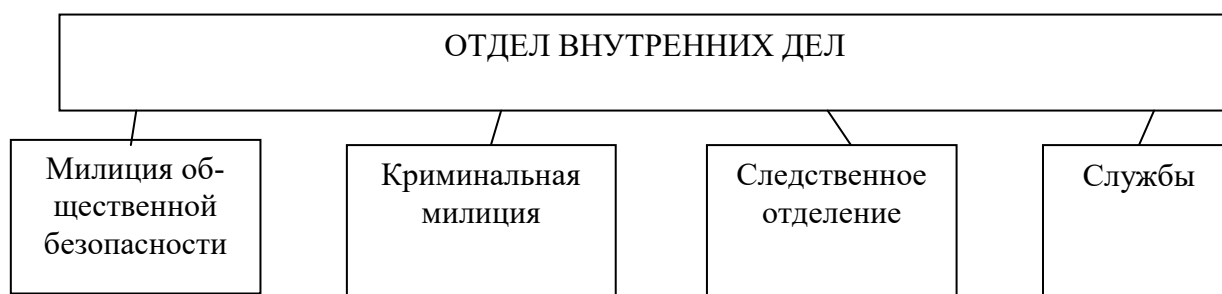 ОТДЕЛ ВНУТРЕННИХ ДЕЛ
Милиция об-
щественной
безопасности
Криминальная
милиция
Следственное
отделение
Службы